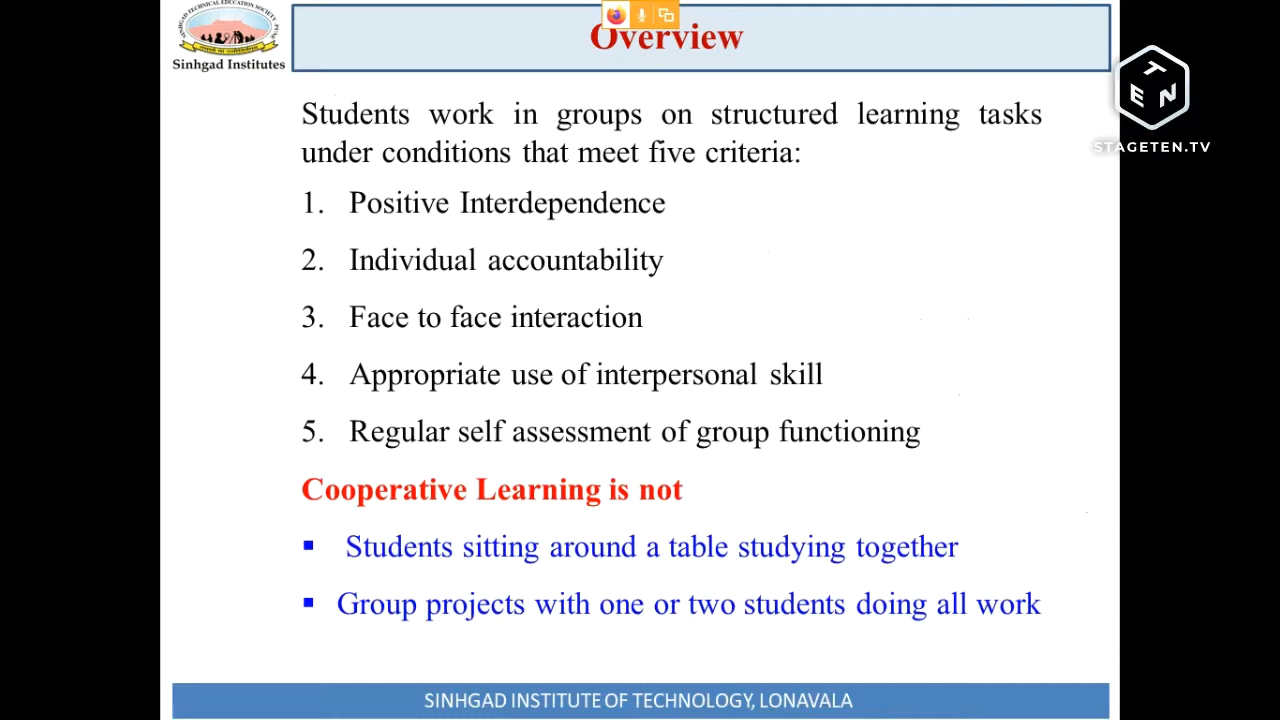 Sinhgad Institutes
Overview
T
E N
STAGETEN.TV
Students work in groups on structured learning tasks
under conditions that meet five criteria:
1. Positive Interdependence
2. Individual accountability
3. Face to face interaction
4. Appropriate use of interpersonal skill
5. Regular self assessment of group functioning
Cooperative Learning is not
▪ Students sitting around a table studying together
▪ Group projects with one or two students doing all work
SINHGAD INSTITUTE OF TECHNOLOGY, LONAVALA